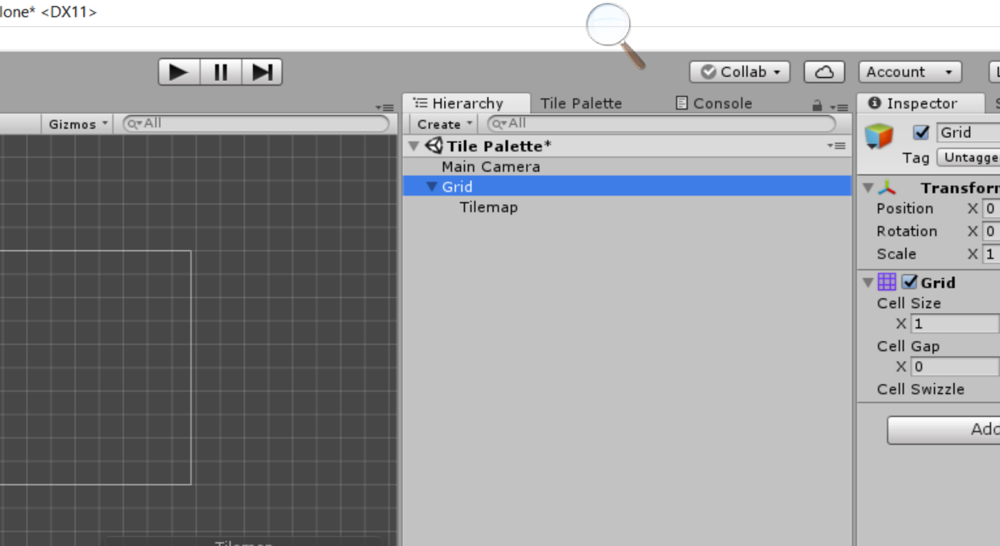 lone* <DX11>
Collab
Account
Hierarchy
Tile Palette
Console
Inspector
Gizmos
All
Create
All
Grid
Tile Palette*
Tag
Untagge
Main Camera
Grid
Transform
Tilemap
Position
X
0
Rotation
X
0
Scale
X
1
Grid
Cell Size
X
1
Cell Gap
X
0
Cell Swizzle
Add
Tilemap